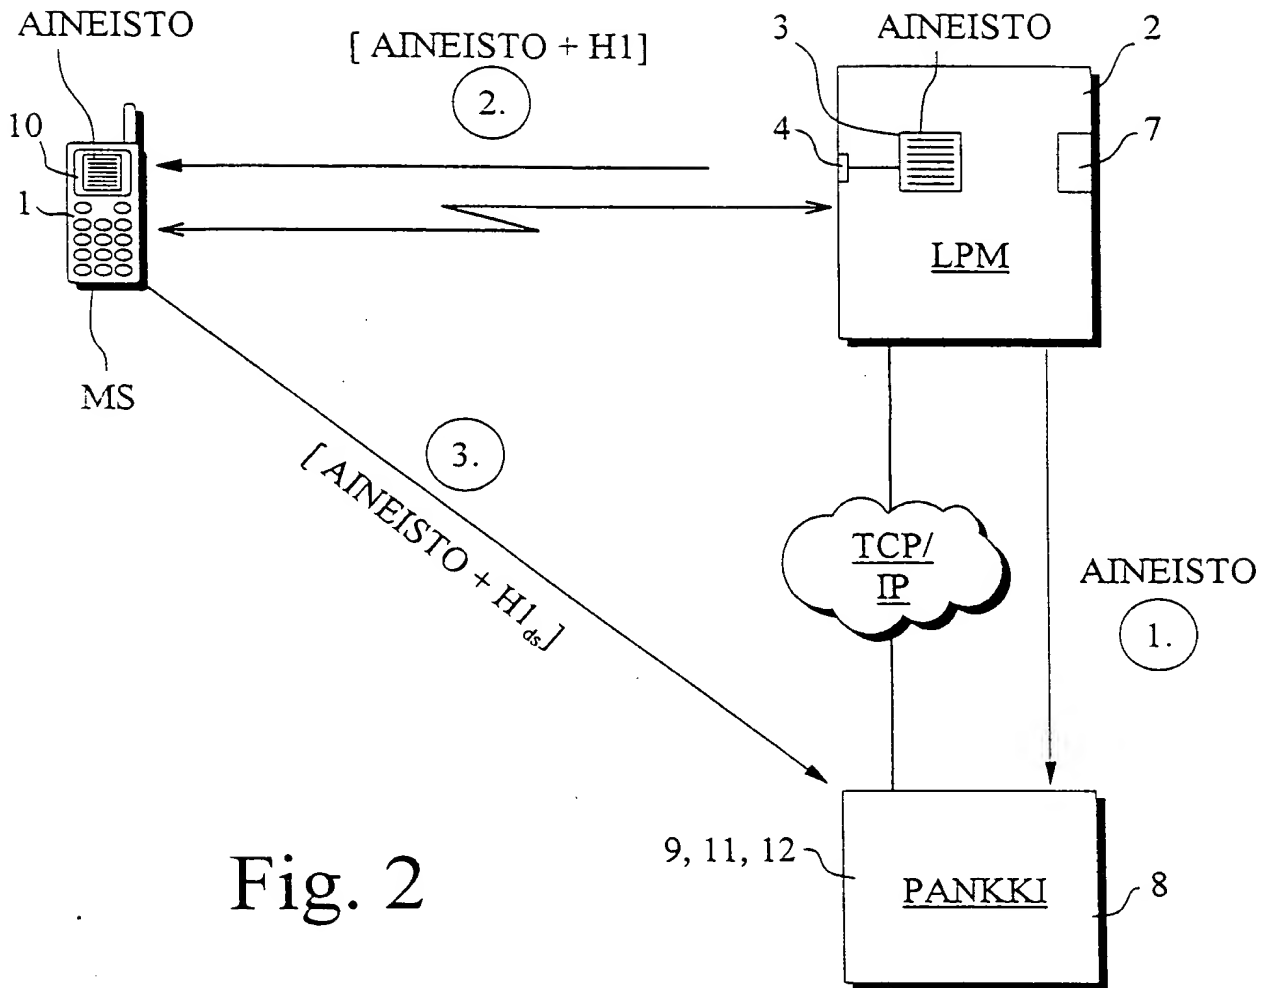 AINEISTO
[ AINEISTO + H1]
2.
3
AINEISTO
2
10
4
7
1
LPM
MS
3.
[ AINEISTO + H1ds]
TCP/
IP
AINEISTO
1.
9, 11, 12
PANKKI
8
Fig. 2